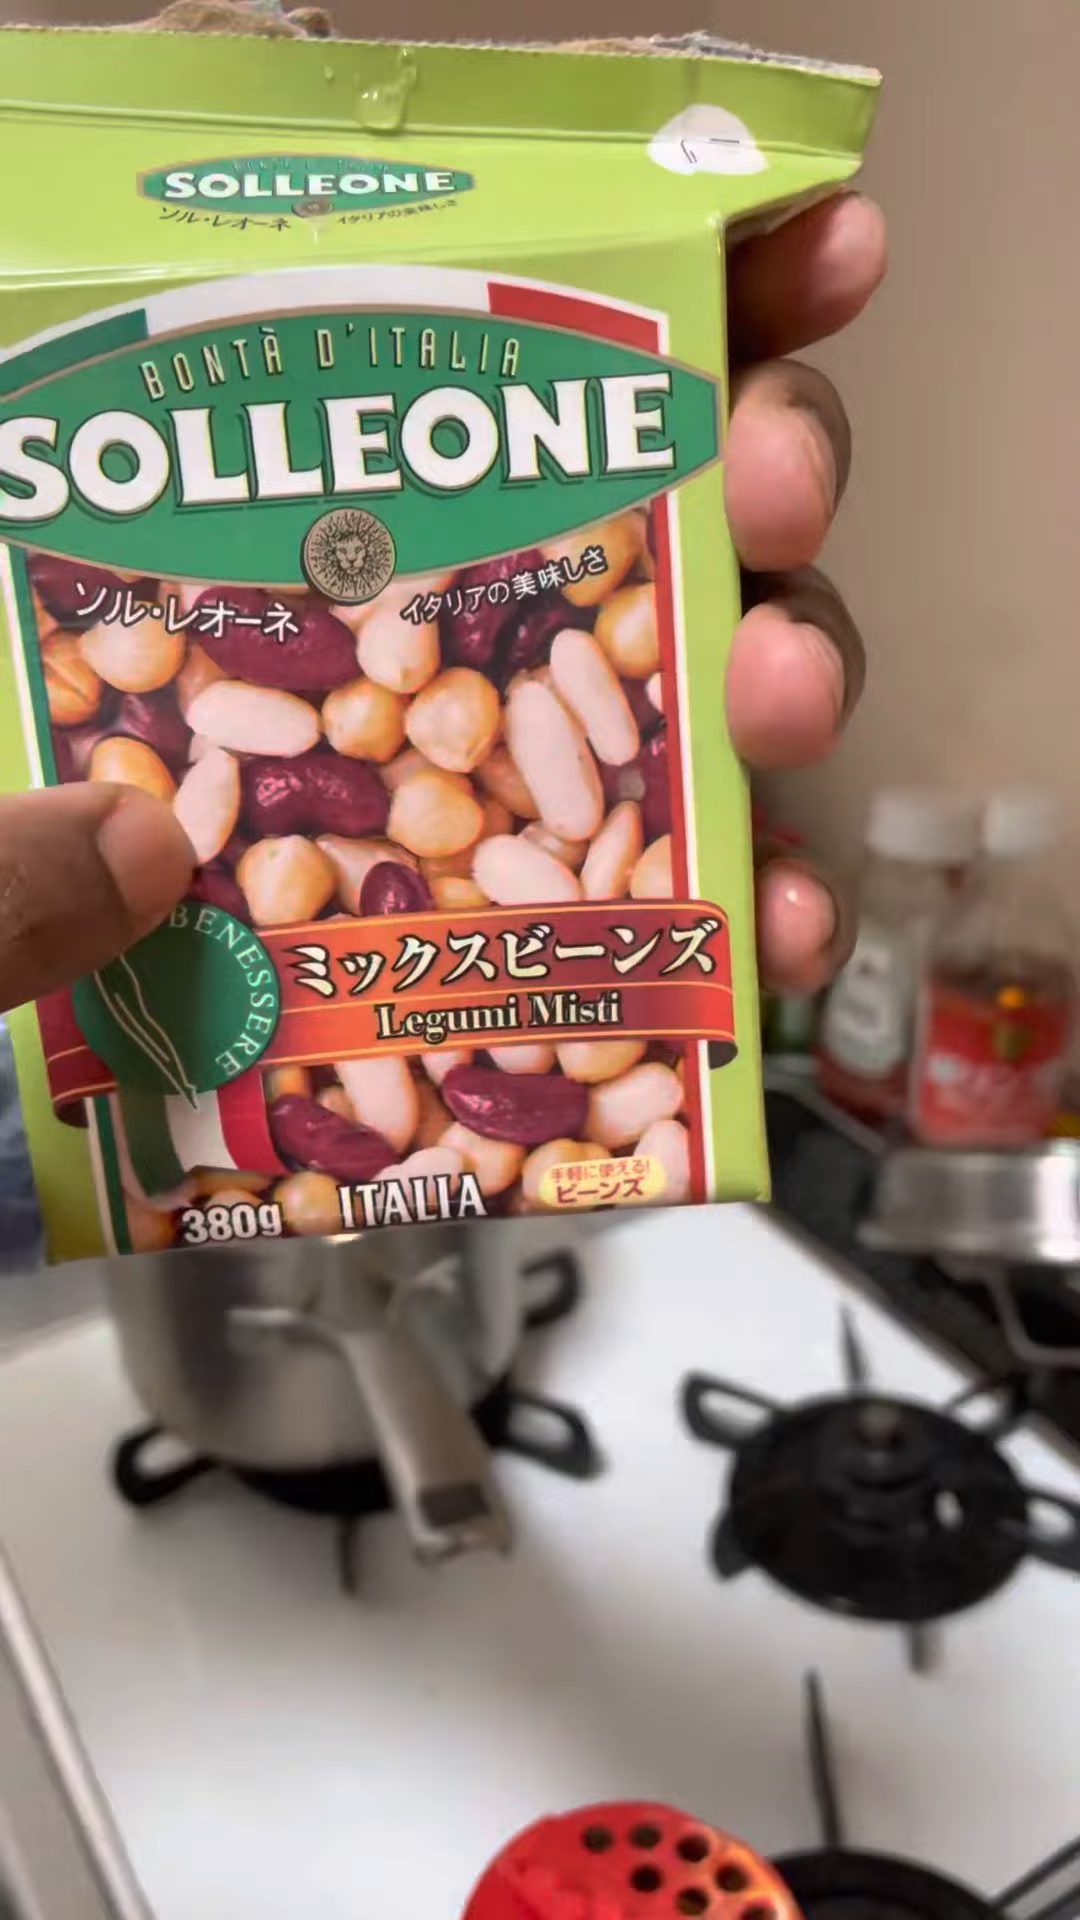 SOLLEONE
ソル・レオーネ イタリアの美味しさ
BONTÀ D'ITALIA
SOLLEONE
ソル・レオーネ イタリアの美味しさ
BENESSERE
ミックスビーンズ
Legumi Misti
手軽に使える!
ビーンズ
380g ITALIA